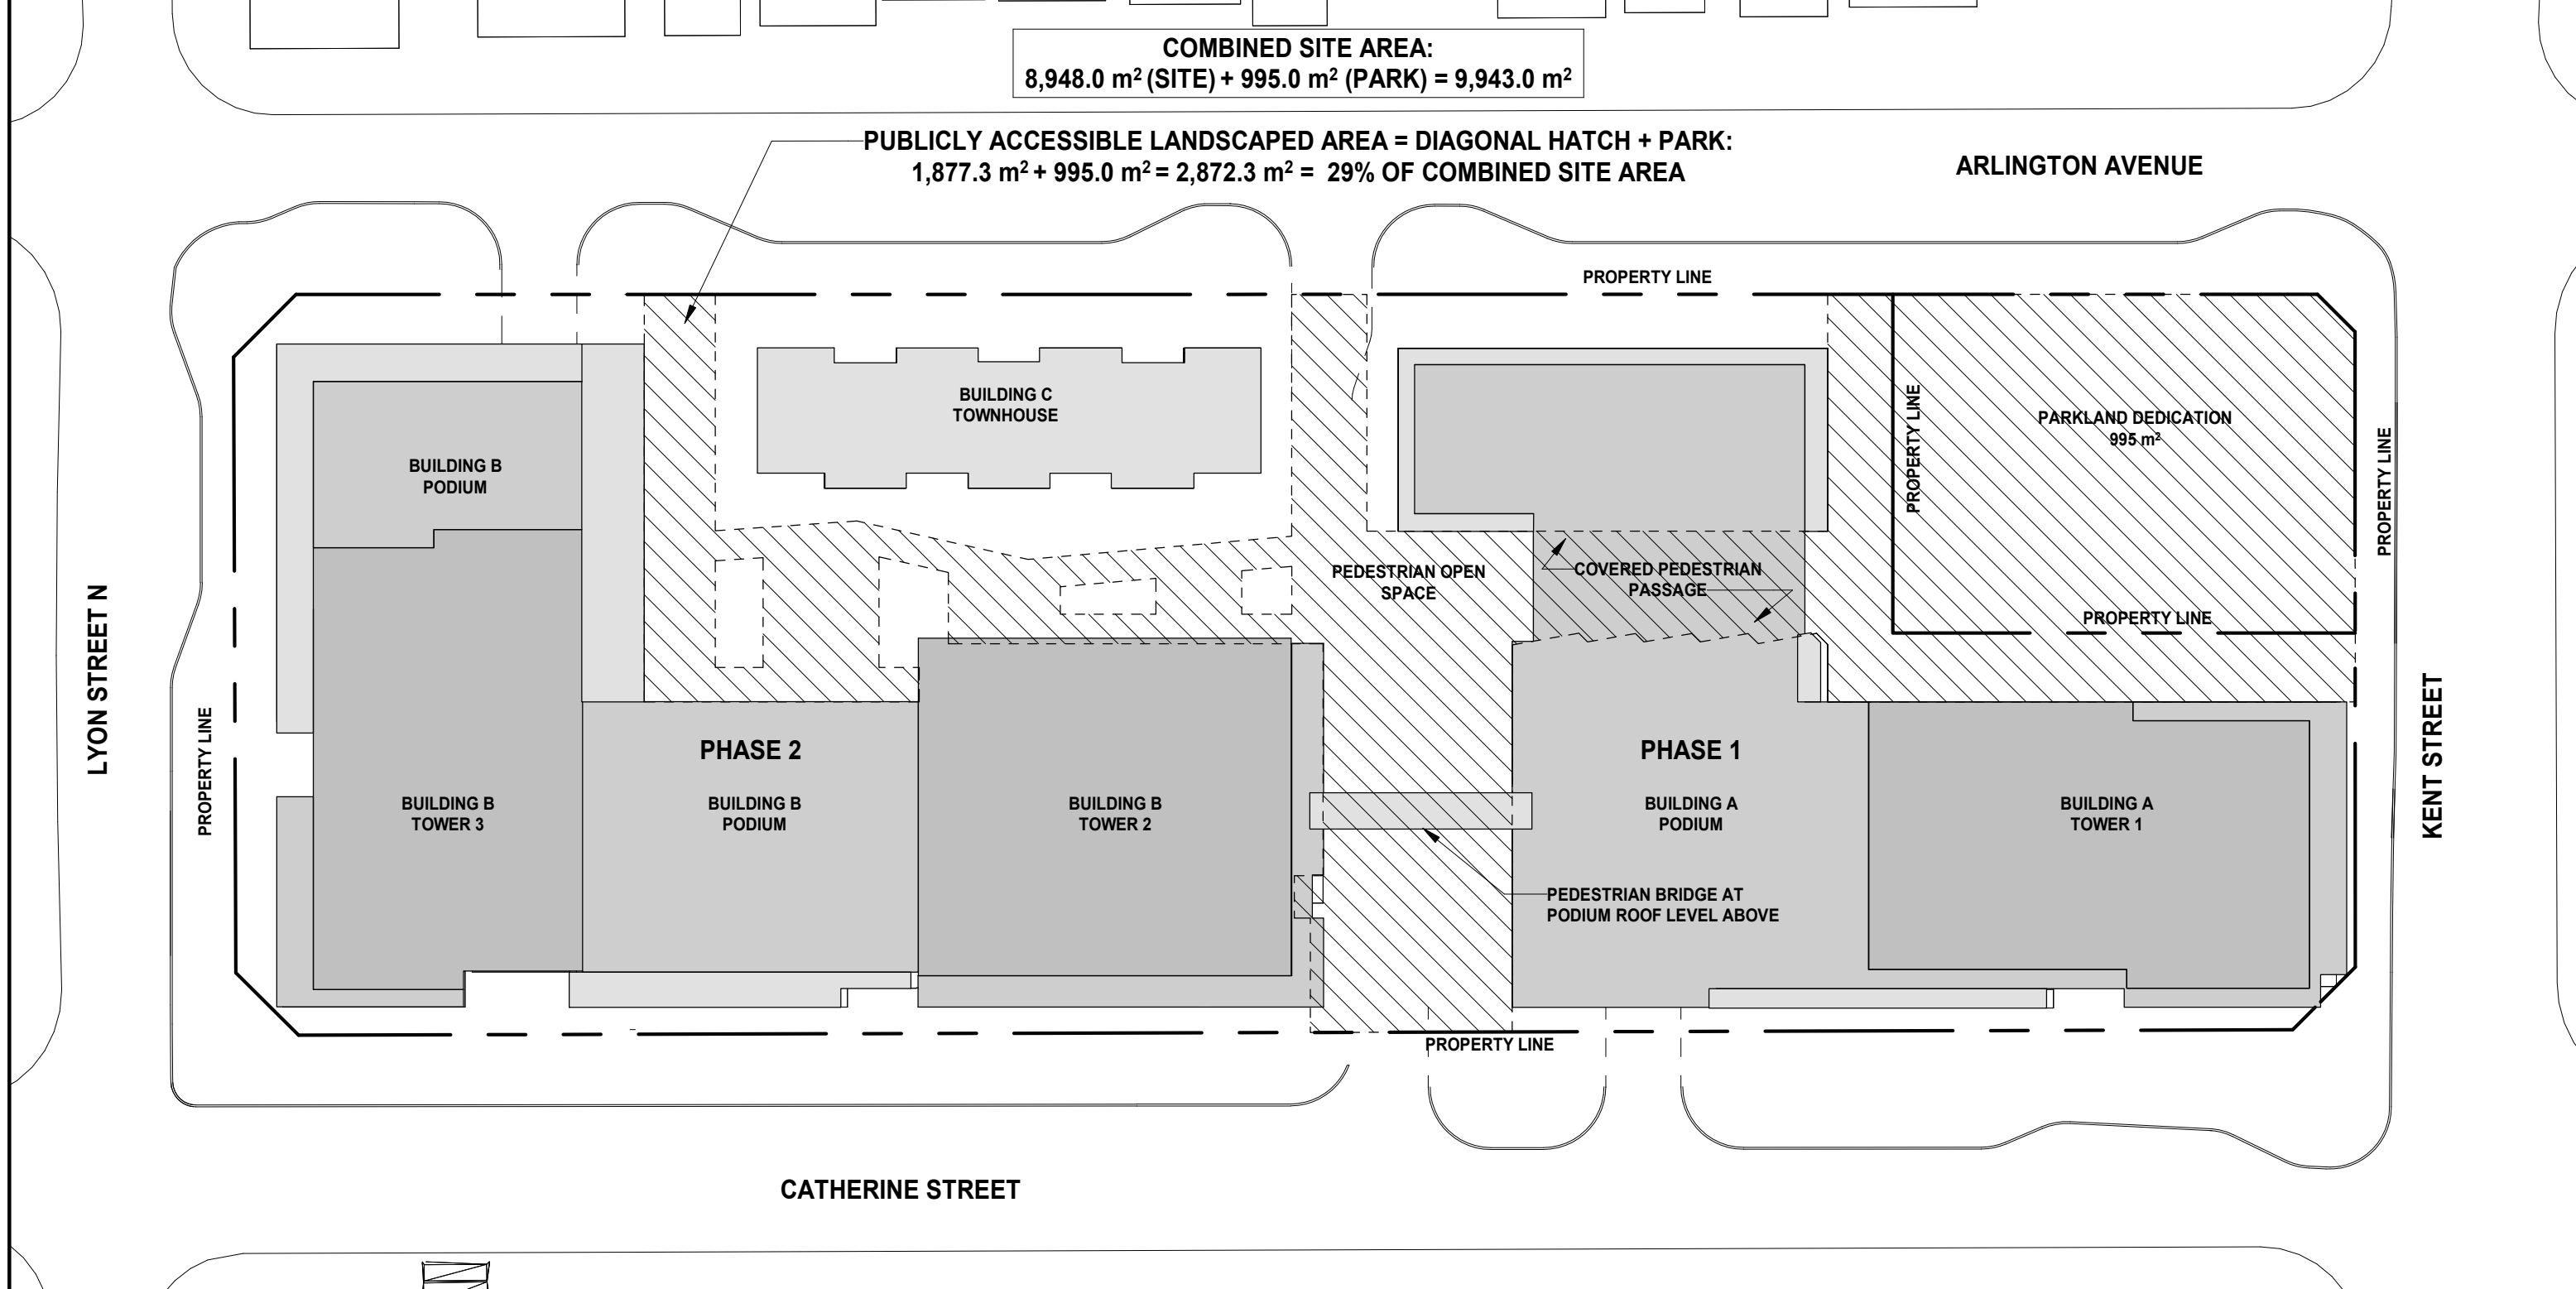 COMBINED SITE AREA:
8,948.0 m² (SITE) + 995.0 m² (PARK) = 9,943.0 m²
PUBLICLY ACCESSIBLE LANDSCAPED AREA = DIAGONAL HATCH + PARK:
1,877.3 m² + 995.0 m² = 2,872.3 m² = 29% OF COMBINED SITE AREA
ARLINGTON AVENUE
PROPERTY LINE
BUILDING C
TOWNHOUSE
PROPERTY LINE
PARKLAND DEDICATION
995 m²
PROPERTY LINE
BUILDING B
PODIUM
PEDESTRIAN OPEN
SPACE
COVERED PEDESTRIAN
PASSAGE
PROPERTY LINE
LYON STREET N
PROPERTY LINE
PHASE 2
PHASE 1
KENT STREET
BUILDING B
TOWER 3
BUILDING B
PODIUM
BUILDING B
TOWER 2
BUILDING A
PODIUM
BUILDING A
TOWER 1
PEDESTRIAN BRIDGE AT
PODIUM ROOF LEVEL ABOVE
PROPERTY LINE
CATHERINE STREET